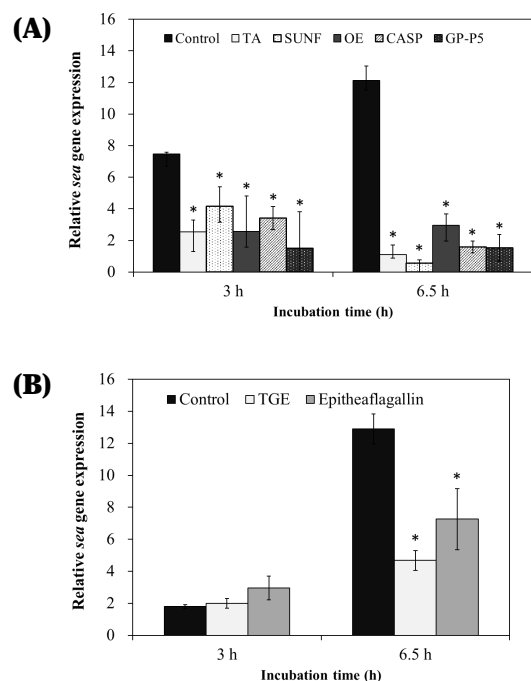 (A)
16
Control TA SUNF OE CASP GP-P5
14
12
10
8
6
4
2
0
Relative sea gene expression
* * * * *
* * * * *
3 h 6.5 h
Incubation time (h)
(B)
16
Control TGE Epitheaflagallin
14
12
10
8
6
4
2
0
Relative sea gene expression
* *
3 h 6.5 h
Incubation time (h)